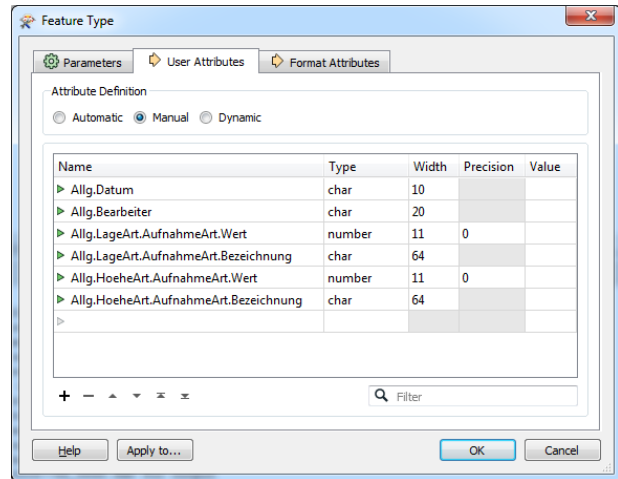 Feature Type
Parameters User Attributes Format Attributes
Attribute Definition
Automatic Manual Dynamic
Name Type Width Precision Value
Allg.Datum char 10
Allg.Bearbeiter char 20
Allg.LageArt.AufnahmeArt.Wert number 11 0
Allg.LageArt.AufnahmeArt.Bezeichnung char 64
Allg.HoeheArt.AufnahmeArt.Wert number 11 0
Allg.HoeheArt.AufnahmeArt.Bezeichnung char 64
Filter
Help Apply to... OK Cancel